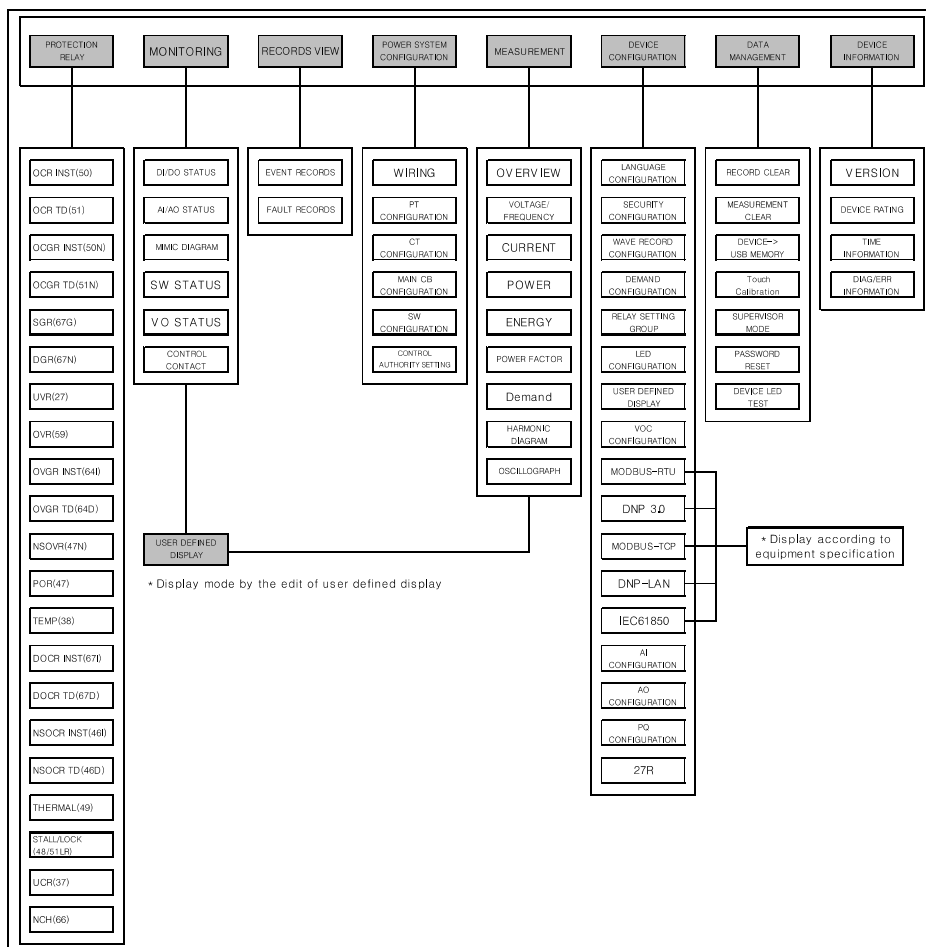 PROTECTION
RELAY
MONITORING
RECORDS VIEW
POWER SYSTEM
CONFIGURATION
MEASUREMENT
DEVICE
CONFIGURATION
DATA
MANAGEMENT
DEVICE
INFORMATION
OCR INST(50)
OCR TD(51)
OCGR INST(50N)
OCGR TD(51N)
SGR(67G)
DGR(67N)
UVR(27)
OVR(59)
OVGR INST(64I)
OVGR TD(64D)
NSOVR(47N)
POR(47)
TEMP(38)
DOCR INST(67I)
DOCR TD(67D)
NSOCR INST(46I)
NSOCR TD(46D)
THERMAL(49)
STALL/LOCK
(48/51LR)
UCR(37)
NCH(66)
DI/DO STATUS
AI/AO STATUS
MIMIC DIAGRAM
SW STATUS
VO STATUS
CONTROL
CONTACT
USER DEFINED
DISPLAY
* Display mode by the edit of user defined display
EVENT RECORDS
FAULT RECORDS
WIRING
PT
CONFIGURATION
CT
CONFIGURATION
MAIN CB
CONFIGURATION
SW
CONFIGURATION
CONTROL
AUTHORITY SETTING
OVERVIEW
VOLTAGE/
FREQUENCY
CURRENT
POWER
ENERGY
POWER FACTOR
Demand
HARMONIC
DIAGRAM
OSCILLOGRAPH
LANGUAGE
CONFIGURATION
SECURITY
CONFIGURATION
WAVE RECORD
CONFIGURATION
DEMAND
CONFIGURATION
RELAY SETTING
GROUP
LED
CONFIGURATION
USER DEFINED
DISPLAY
VOC
CONFIGURATION
MODBUS-RTU
DNP 3.0
MODBUS-TCP
DNP-LAN
IEC61850
AI
CONFIGURATION
AO
CONFIGURATION
PQ
CONFIGURATION
27R
* Display according to
equipment specification
RECORD CLEAR
MEASUREMENT
CLEAR
DEVICE->
USB MEMORY
Touch
Calibration
SUPERVISOR
MODE
PASSWORD
RESET
DEVICE LED
TEST
VERSION
DEVICE RATING
TIME
INFORMATION
DIAG/ERR
INFORMATION